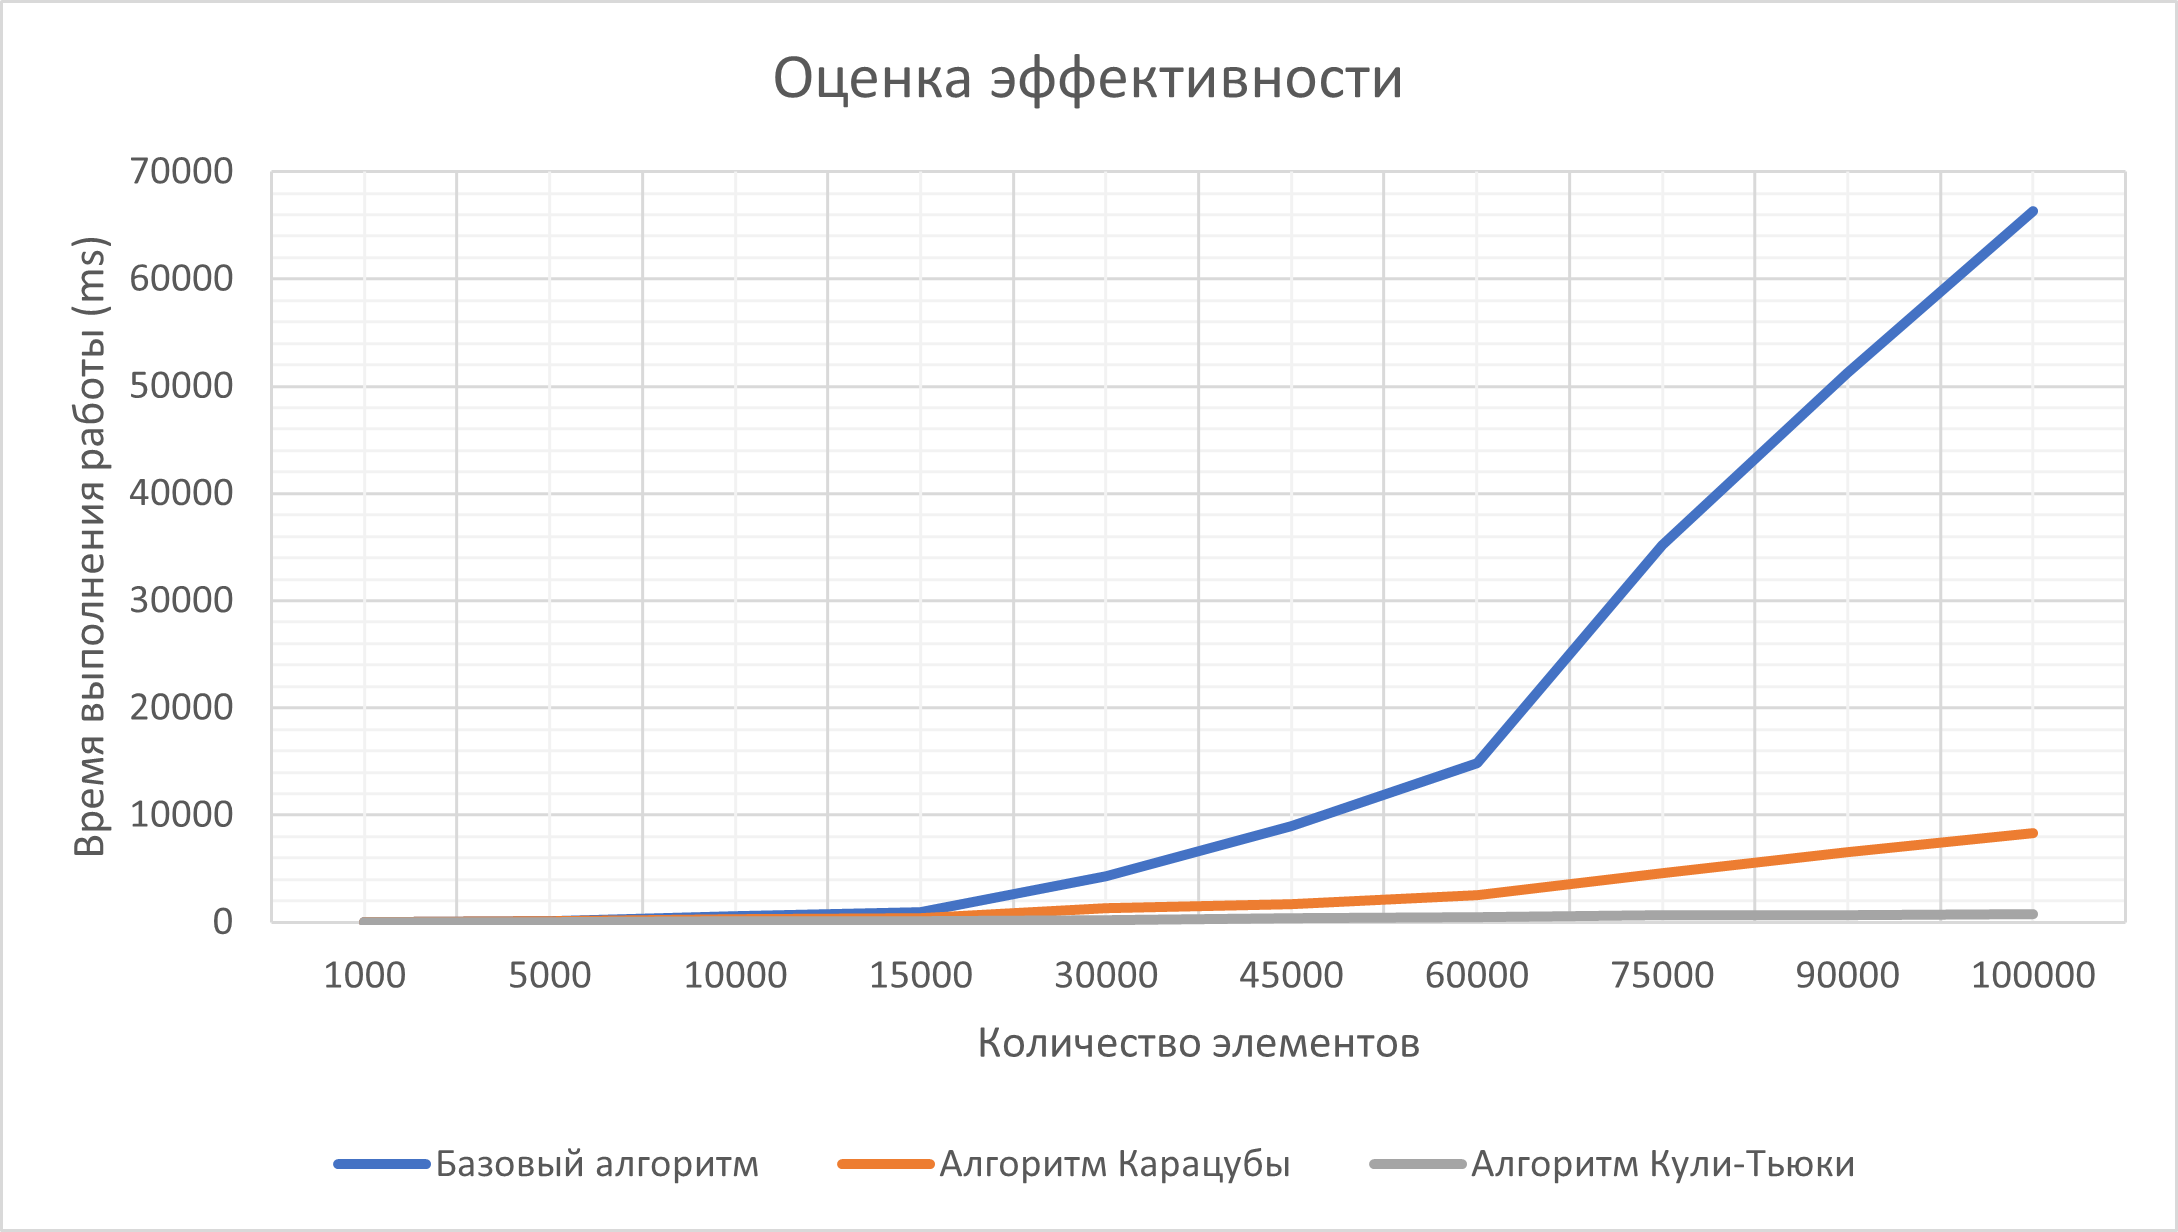 Оценка эффективности
Время выполнения работы (ms)
70000
60000
50000
40000
30000
20000
10000
0
1000 5000 10000 15000 30000 45000 60000 75000 90000 100000
Количество элементов
Базовый алгоритм Алгоритм Карацубы Алгоритм Кули-Тьюки